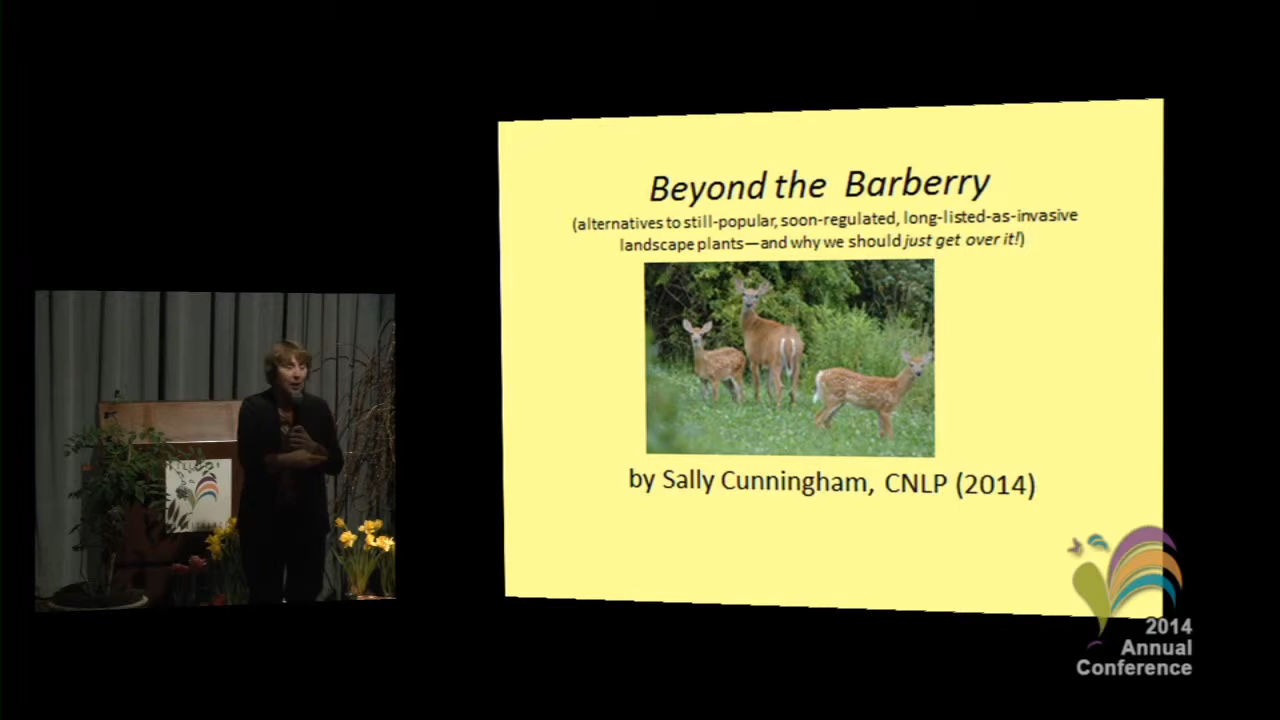 Beyond the Barberry
(alternatives to still-popular, soon-regulated, long-listed-as-invasive
landscape plants—and why we should just get over it!)
by Sally Cunningham, CNLP (2014)
2014
Annual
Conference